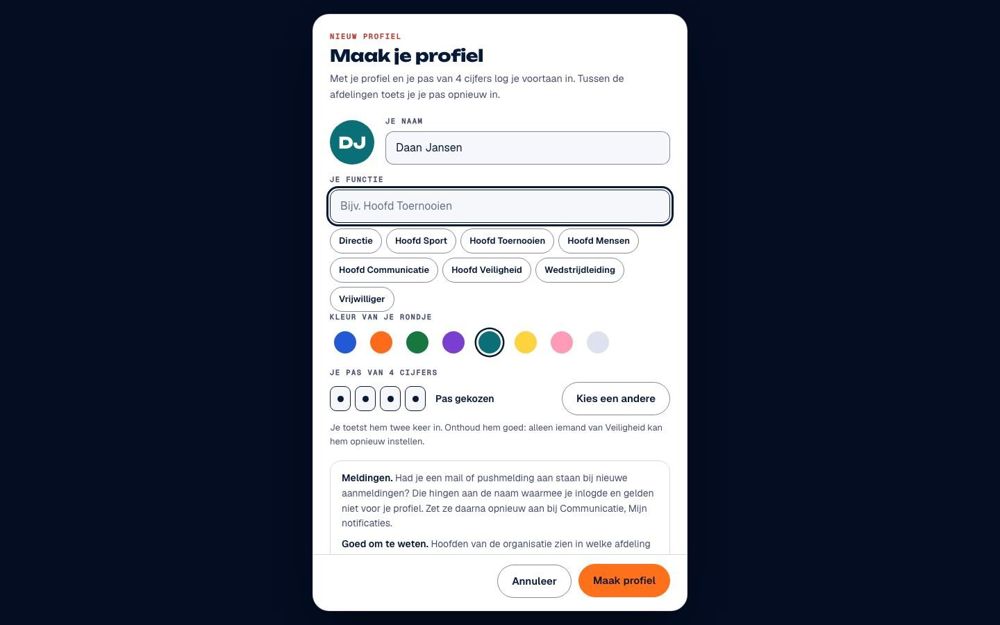 NIEUW PROFIEL
Maak je profiel
Met je profiel en je pas van 4 cijfers log je voortaan in. Tussen de
afdelingen toets je je pas opnieuw in.
JE NAAM
DJ
Daan Jansen
JE FUNCTIE
Bijv. Hoofd Toernooien
Directie Hoofd Sport Hoofd Toernooien Hoofd Mensen
Hoofd Communicatie Hoofd Veiligheid Wedstrijdleiding
Vrijwilliger
KLEUR VAN JE RONDJE
JE PAS VAN 4 CIJFERS
Pas gekozen Kies een andere
Je toetst hem twee keer in. Onthoud hem goed: alleen iemand van Veiligheid kan
hem opnieuw instellen.
Meldingen. Had je een mail of pushmelding aan staan bij nieuwe
aanmeldingen? Die hingen aan de naam waarmee je inlogde en gelden
niet voor je profiel. Zet ze daarna opnieuw aan bij Communicatie, Mijn
notificaties.
Goed om te weten. Hoofden van de organisatie zien in welke afdeling
Annuleer Maak profiel